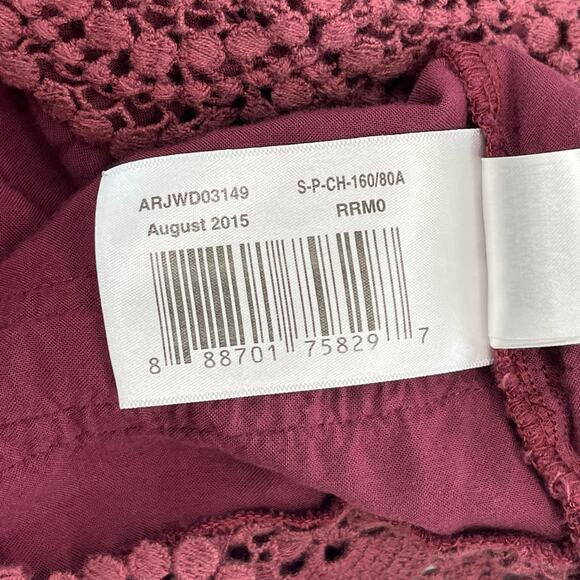 ARJWD03149 S-P-CH-160/80A
August 2015 RRM0
8 88701 75829 7